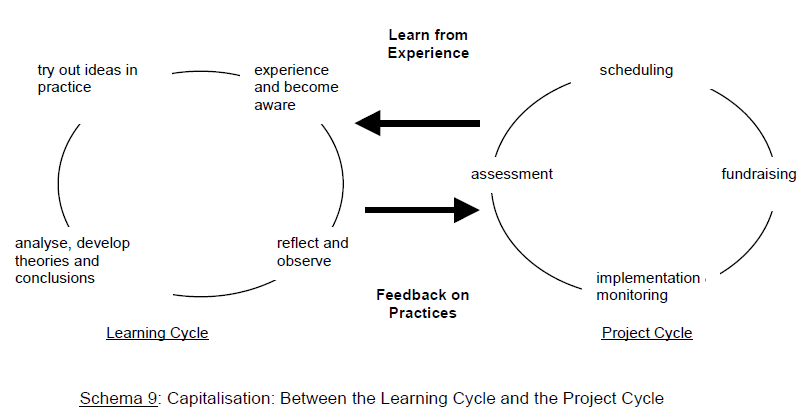 Learn from
Experience
try out ideas in
practice
experience
and become
aware
scheduling
assessment
fundraising
analyse, develop
theories and
conclusions
reflect and
observe
implementation
monitoring
Feedback on
Practices
Learning Cycle
Project Cycle
Schema 9: Capitalisation: Between the Learning Cycle and the Project Cycle